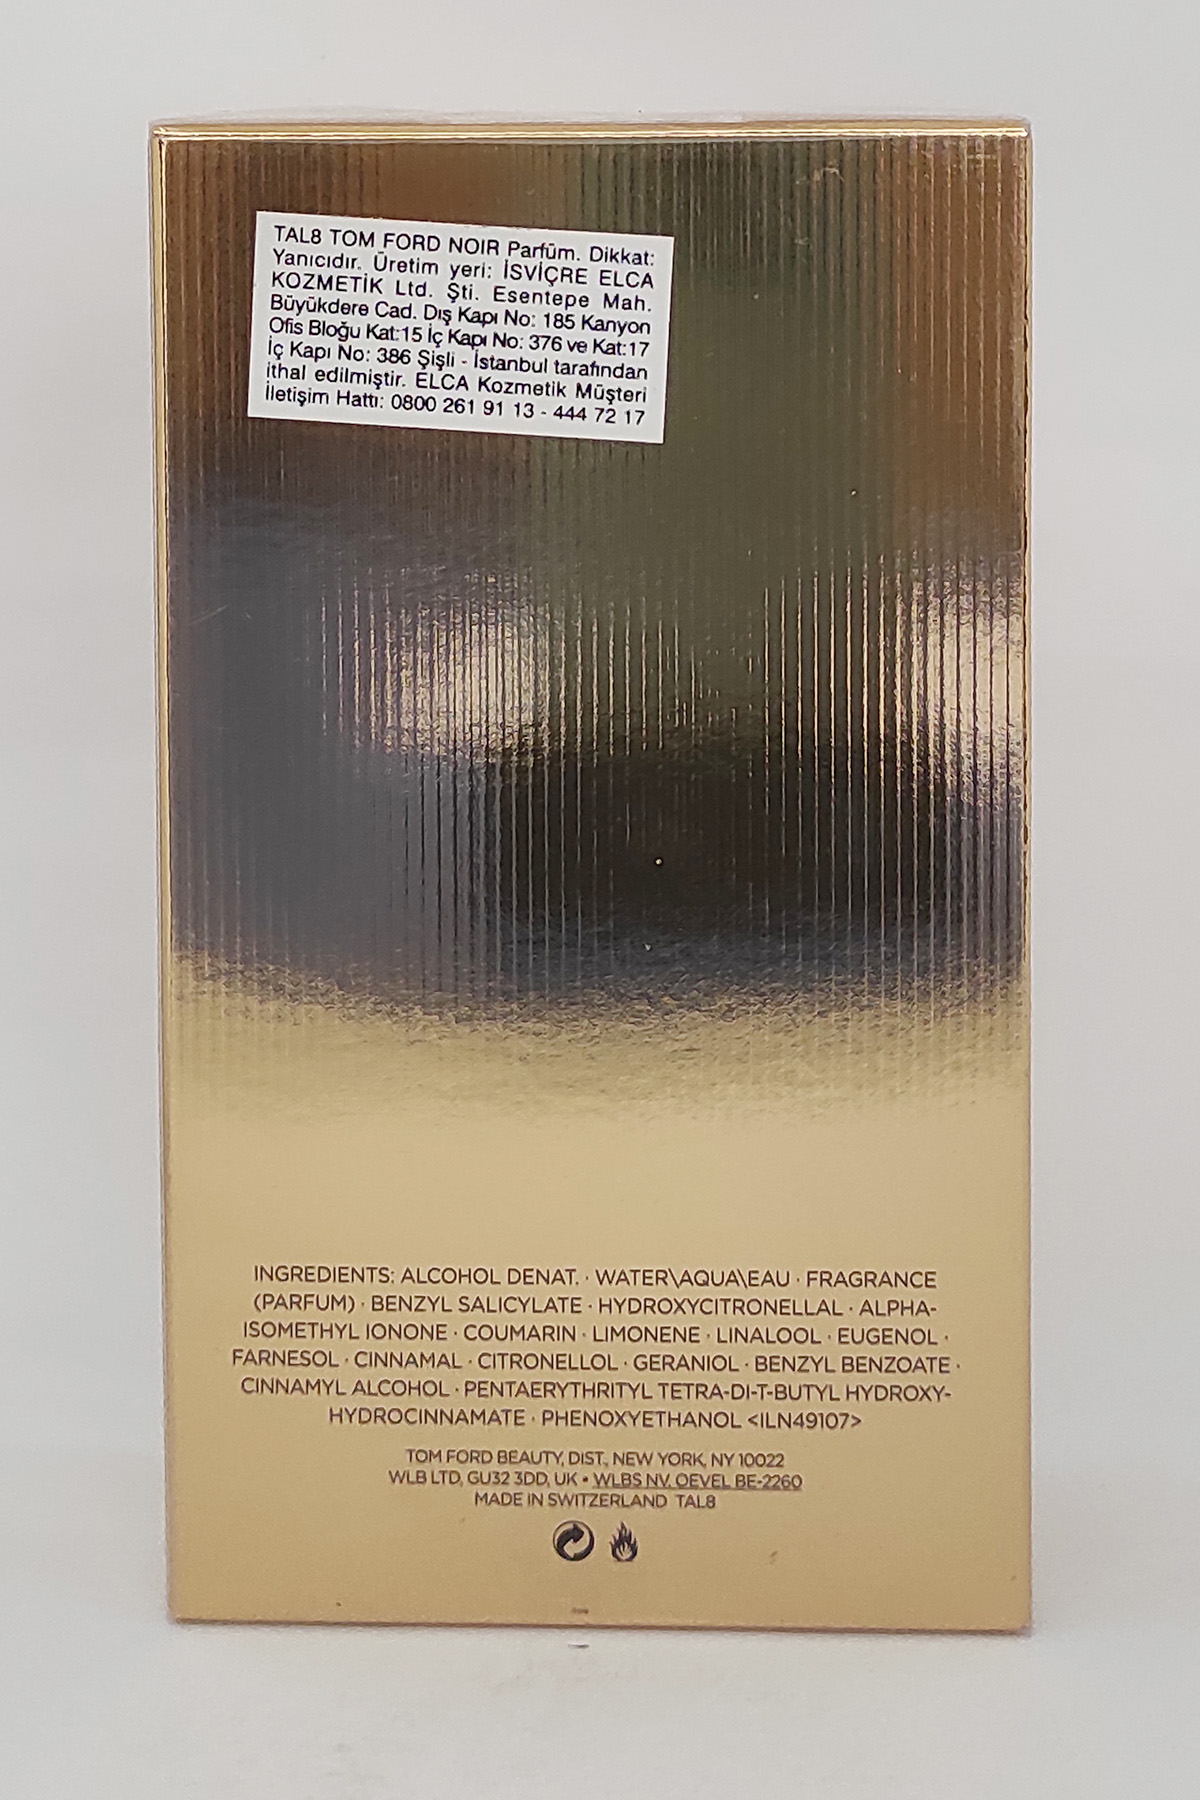 TAL8 TOM FORD NOIR Parfüm. Dikkat:
Yanıcıdır. Üretim yeri: İSVİÇRE ELCA
KOZMETİK Ltd. Şti. Esentepe Mah.
Büyükdere Cad. Dış Kapı No: 185 Kanyon
Ofis Bloğu Kat:15 İç Kapı No: 376 ve Kat:17
İç Kapı No: 386 Şişli - İstanbul tarafından
ithal edilmiştir. ELCA Kozmetik Müşteri
İletişim Hattı: 0800 261 91 13 - 444 72 17
INGREDIENTS: ALCOHOL DENAT. · WATER\AQUA\EAU · FRAGRANCE
(PARFUM) · BENZYL SALICYLATE · HYDROXYCITRONELLAL · ALPHA-
ISOMETHYL IONONE · COUMARIN · LIMONENE · LINALOOL · EUGENOL ·
FARNESOL · CINNAMAL · CITRONELLOL · GERANIOL · BENZYL BENZOATE ·
CINNAMYL ALCOHOL · PENTAERYTHRITYL TETRA-DI-T-BUTYL HYDROXY-
HYDROCINNAMATE · PHENOXYETHANOL <ILN49107>
TOM FORD BEAUTY, DIST., NEW YORK, NY 10022
WLB LTD, GU32 3DD, UK • WLBS NV. OEVEL BE-2260
MADE IN SWITZERLAND TAL8